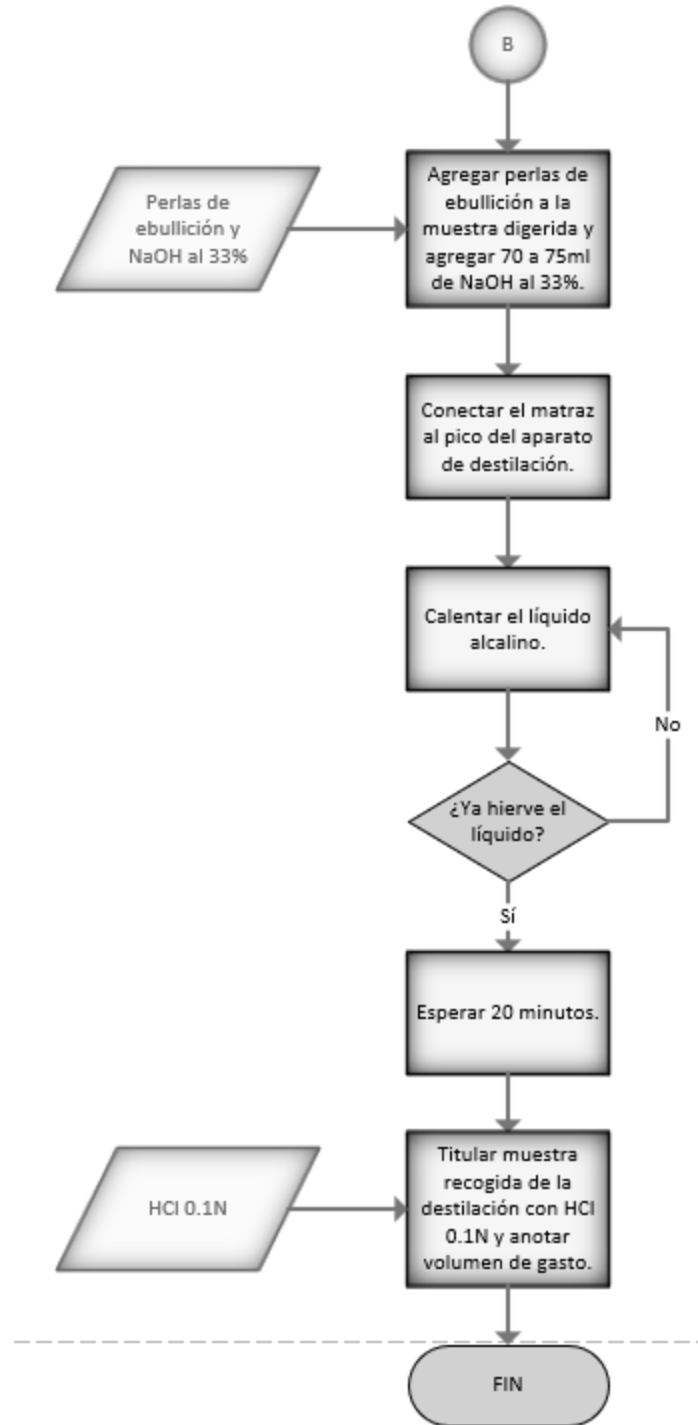 B
Perlas de
ebullición y
NaOH al 33%
Agregar perlas de
ebullición a la
muestra digerida y
agregar 70 a 75ml
de NaOH al 33%.
Conectar el matraz
al pico del aparato
de destilación.
Calentar el líquido
alcalino.
No
¿Ya hierve el
líquido?
Sí
Esperar 20 minutos.
HCl 0.1N
Titular muestra
recogida de la
destilación con HCl
0.1N y anotar
volumen de gasto.
FIN